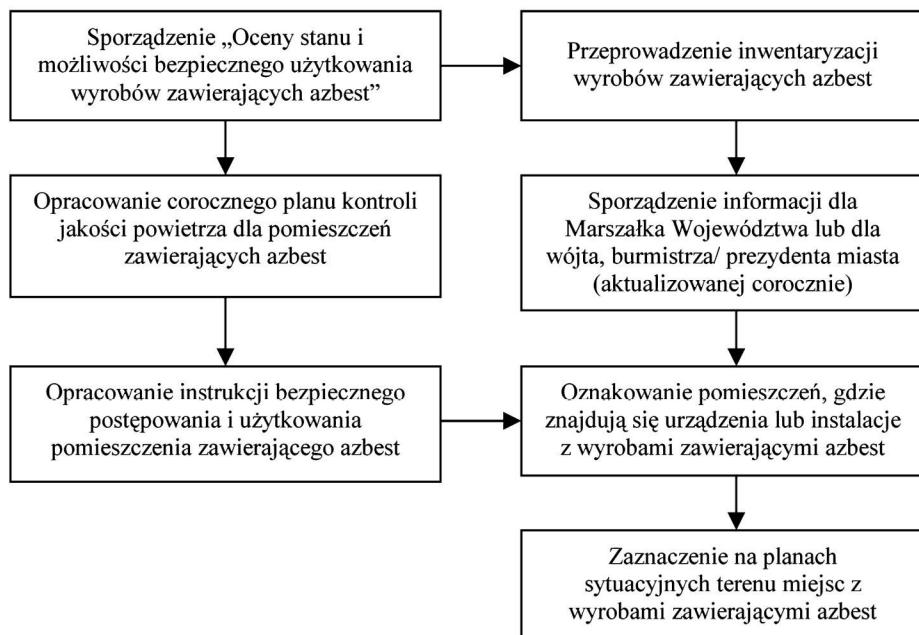 Sporządzenie „Oceny stanu i
możliwości bezpiecznego użytkowania
wyrobów zawierających azbest”
Przeprowadzenie inwentaryzacji
wyrobów zawierających azbest
Opracowanie corocznego planu kontroli
jakości powietrza dla pomieszczeń
zawierających azbest
Sporządzenie informacji dla
Marszałka Województwa lub dla
wójta, burmistrza/ prezydenta miasta
(aktualizowanej corocznie)
Opracowanie instrukcji bezpiecznego
postępowania i użytkowania
pomieszczenia zawierającego azbest
Oznakowanie pomieszczeń, gdzie
znajdują się urządzenia lub instalacje
z wyrobami zawierającymi azbest
Zaznaczenie na planach
sytuacyjnych terenu miejsc z
wyrobami zawierającymi azbest